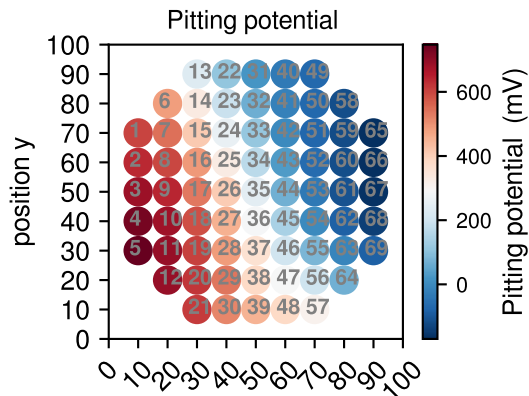 Pitting potential
100
90
80
70
60
50
40
30
20
10
0
position y
13 22 31 40 49
6 14 23 32 41 50 58
1 7 15 24 33 42 51 59 65
2 8 16 25 34 43 52 60 66
3 9 17 26 35 44 53 61 67
4 10 18 27 36 45 54 62 68
5 11 19 28 37 46 55 63 69
12 20 29 38 47 56 64
21 30 39 48 57
0 10 20 30 40 50 60 70 80 90 100
600
400
200
0
Pitting potential (mV)